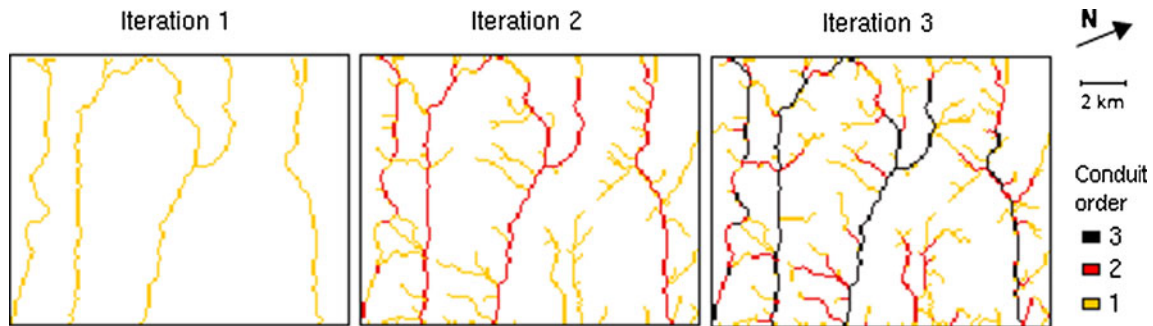 Iteration 1
Iteration 2
Iteration 3
N
2 km
Conduit
order
3
2
1